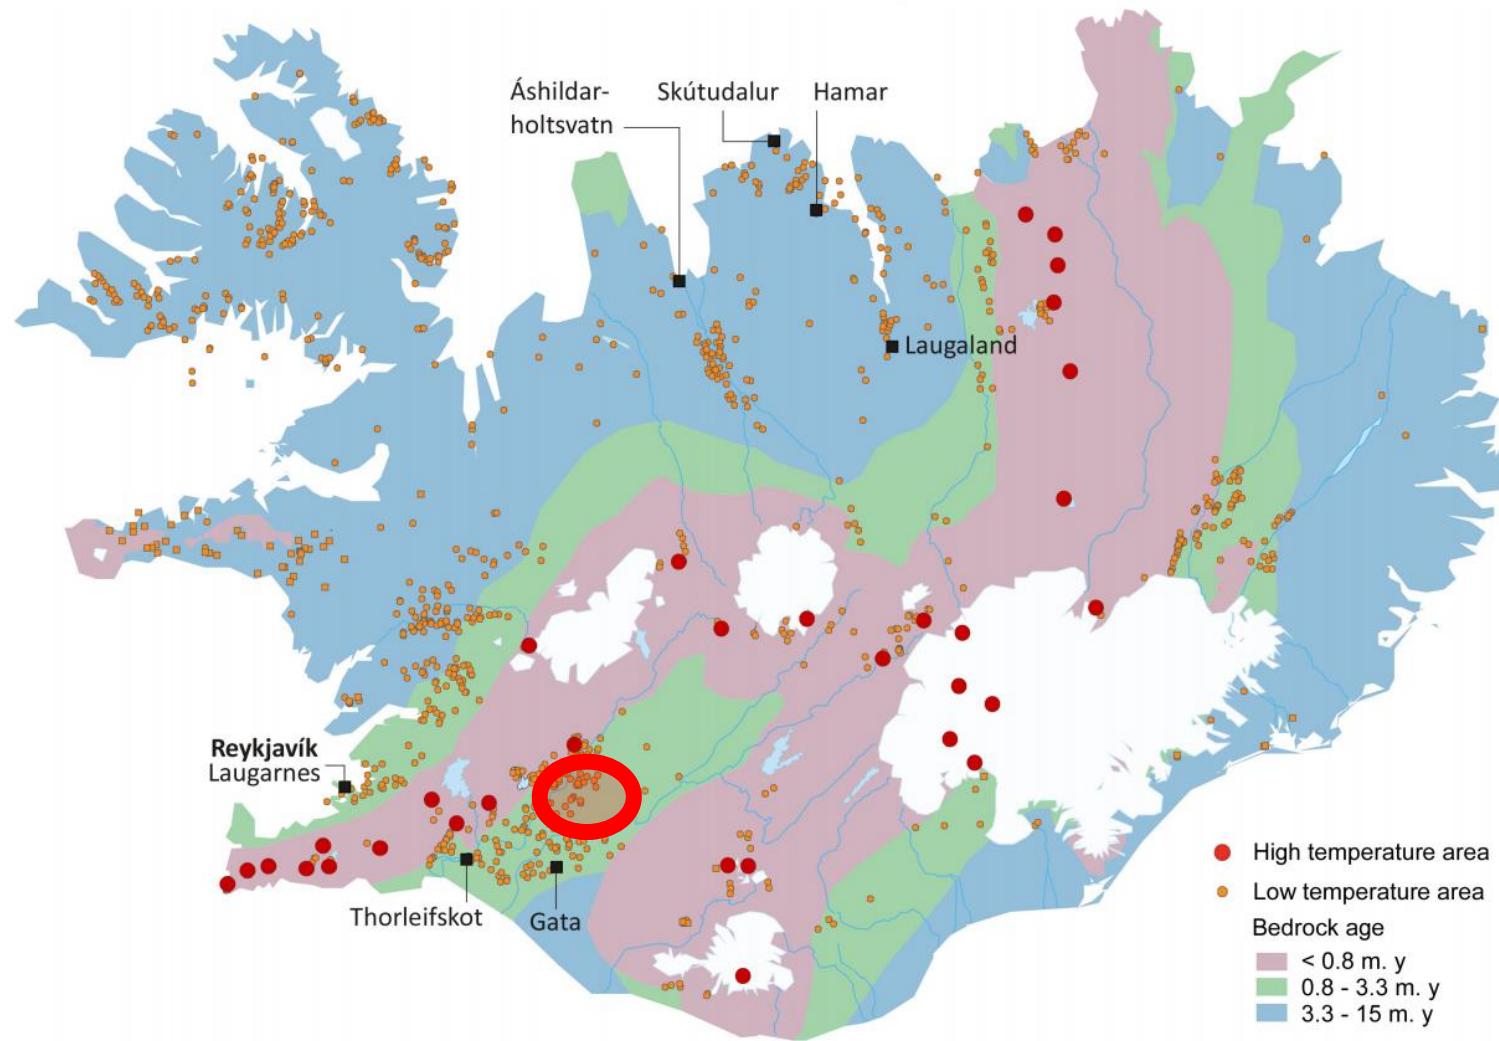 Áshildar-
holtsvatn
Skútudalur
Hamar
Laugaland
Reykjavík
Laugarnes
Thorleifskot
Gata
High temperature area
Low temperature area
Bedrock age
< 0.8 m. y
0.8 - 3.3 m. y
3.3 - 15 m. y